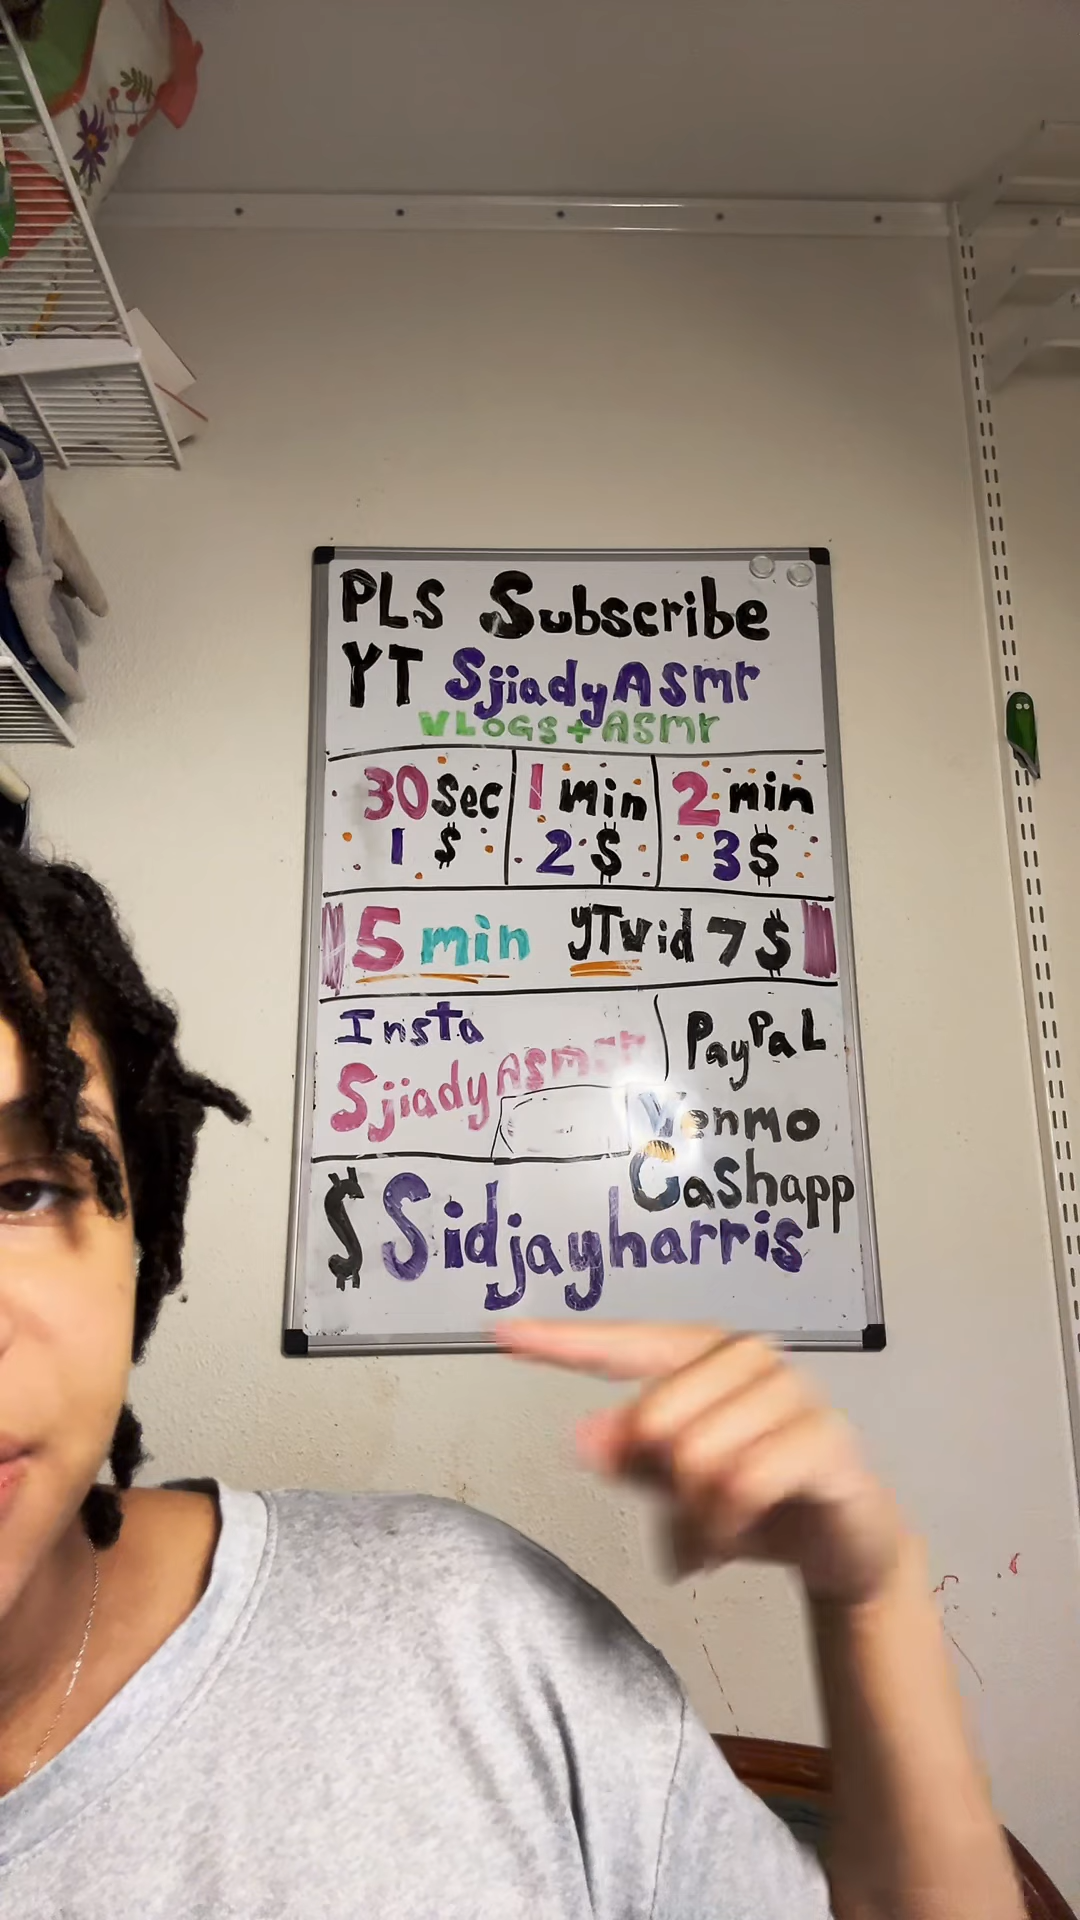 PLS Subscribe
YT SjiadyASmr
VLOGS+ASmr
30 Sec
1 $
1 min
2 $
2 min
3 $
5 min YTvid 7 $
Insta
SjiadyASmr
PayPal
Venmo
Cashapp
$Sidjayharris